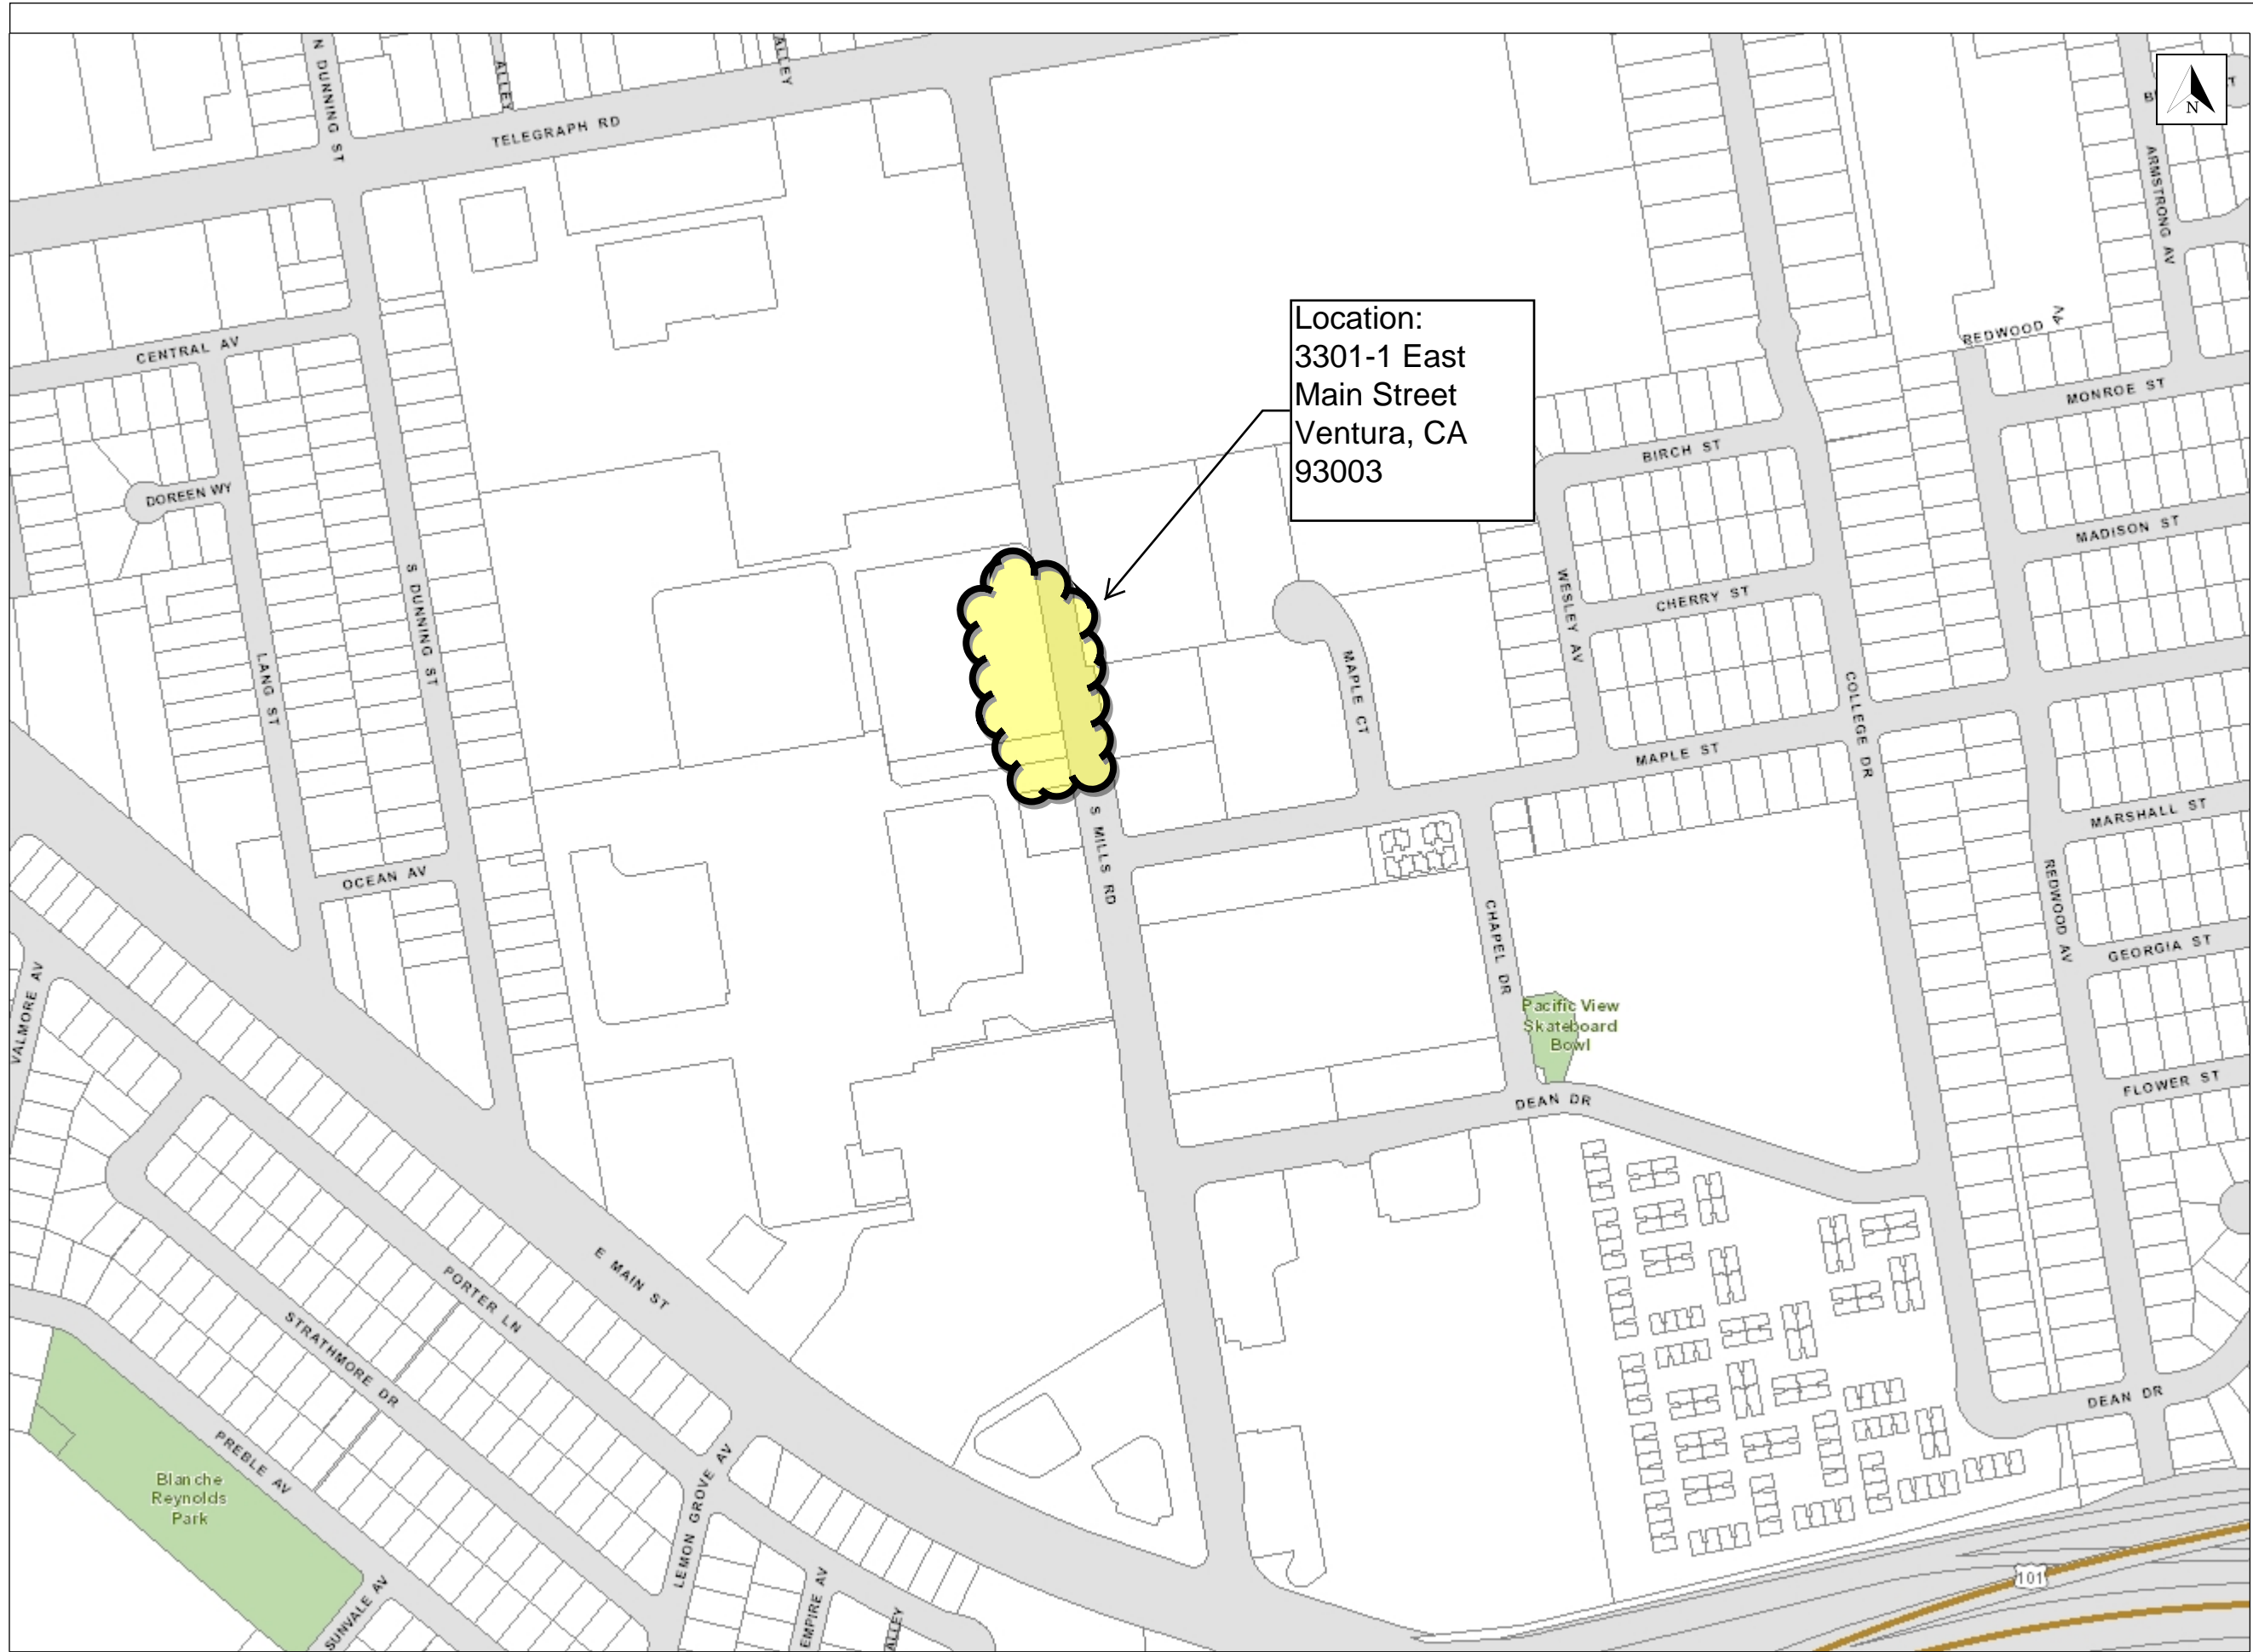 N DUNNING ST
ALLEY
ALLEY
TELEGRAPH RD
N
ARMSTRONG AV
Location:
3301-1 East
Main Street
Ventura, CA
93003
REDWOOD
CENTRAL AV
MONROE ST
BIRCH ST
DOREEN WY
MADISON ST
S DUNNING ST
WESLEY AV
CHERRY ST
LANG ST
MAPLE CT
COLLEGE DR
MAPLE ST
MARSHALL ST
S MILLS RD
OCEAN AV
REDWOOD AV
CHAPEL DR
GEORGIA ST
VALMORE AV
Pacific View
Skateboard
Bowl
FLOWER ST
DEAN DR
E MAIN ST
PORTER LN
STRATHMORE DR
DEAN DR
PREBLE AV
Blanche
Reynolds
Park
LEMON GROVE AV
SUNVALE AV
EMPIRE AV
ALLEY
101